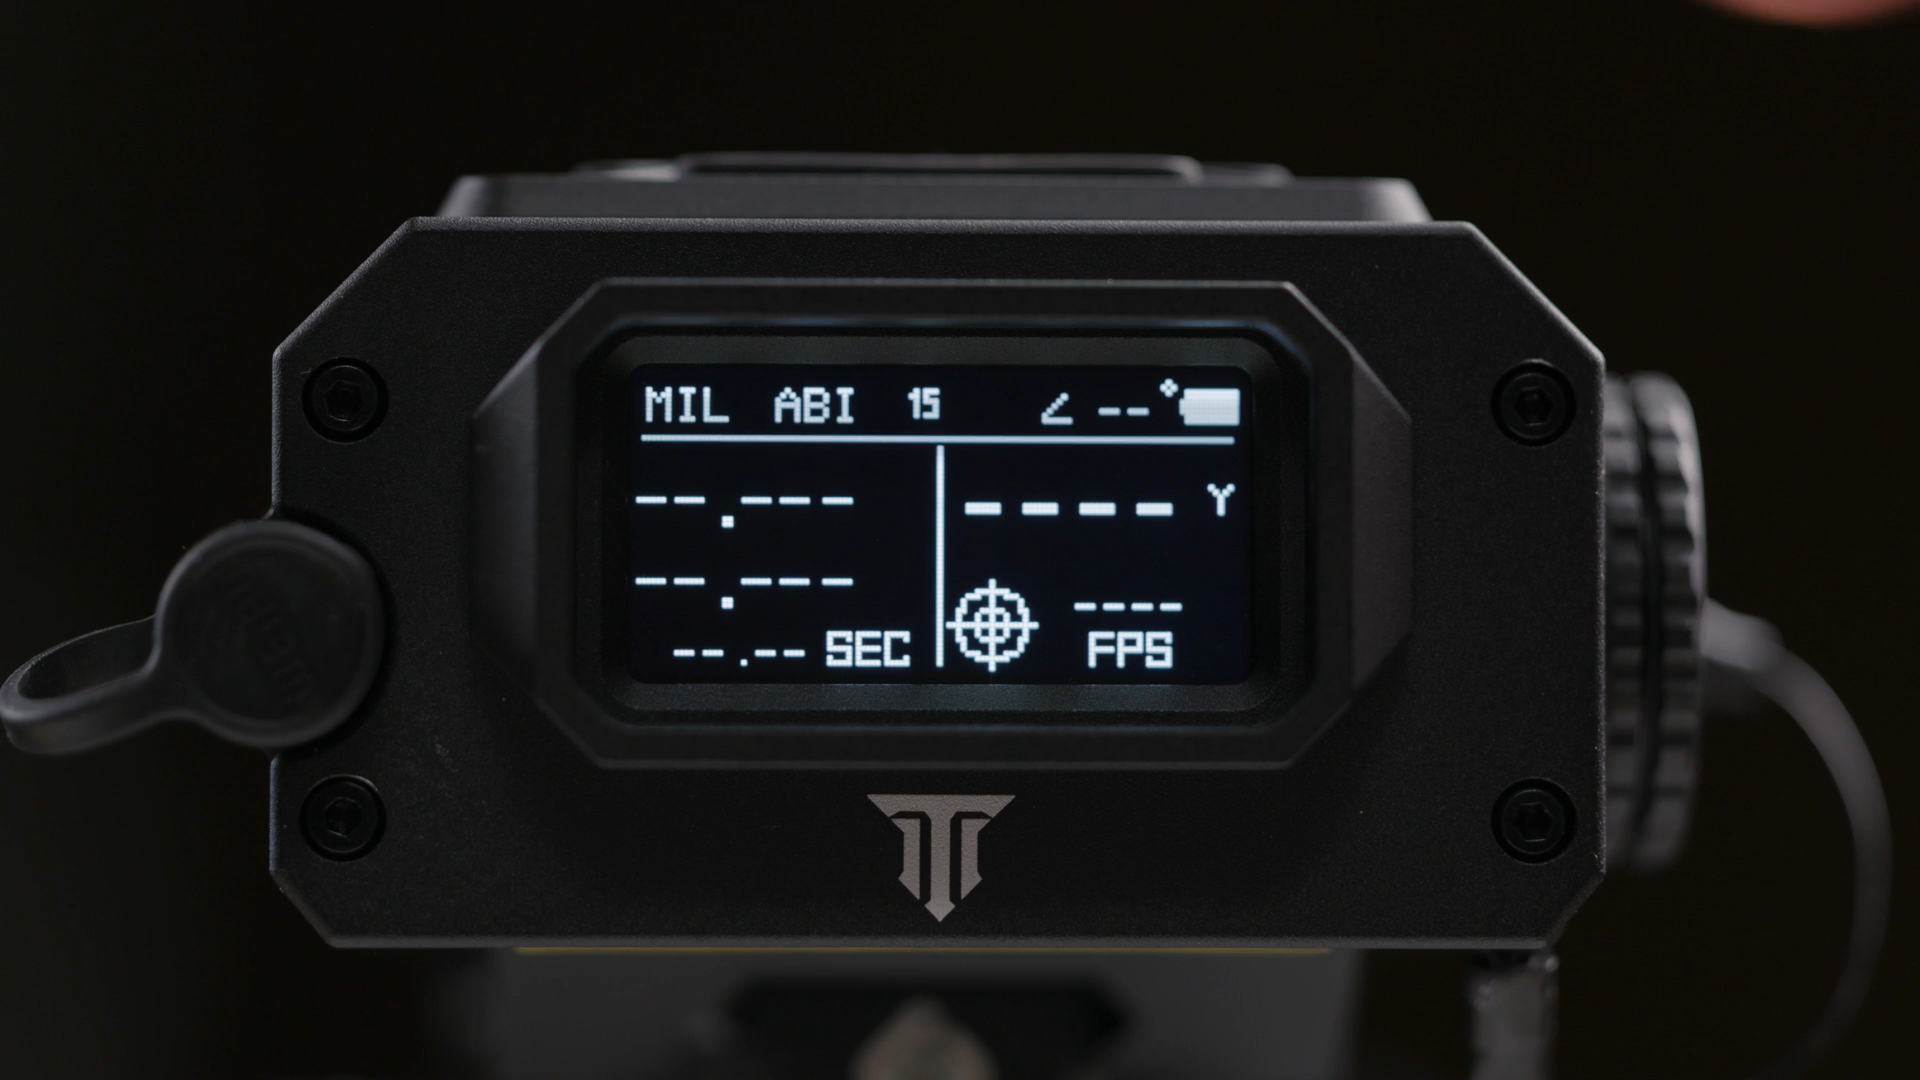 MIL ABI 15 ∠ --°
--.---
--.---
--.-- SEC
---- Y
----
FPS